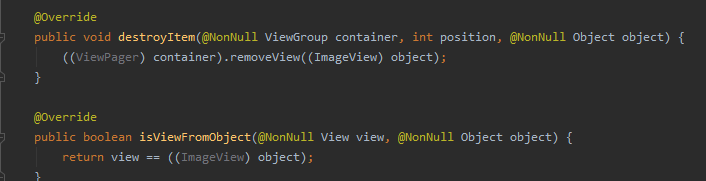 @Override
public void destroyItem(@NonNull ViewGroup container, int position, @NonNull Object object) {
((ViewPager) container).removeView((ImageView) object);
}
@Override
public boolean isViewFromObject(@NonNull View view, @NonNull Object object) {
return view == ((ImageView) object);
}